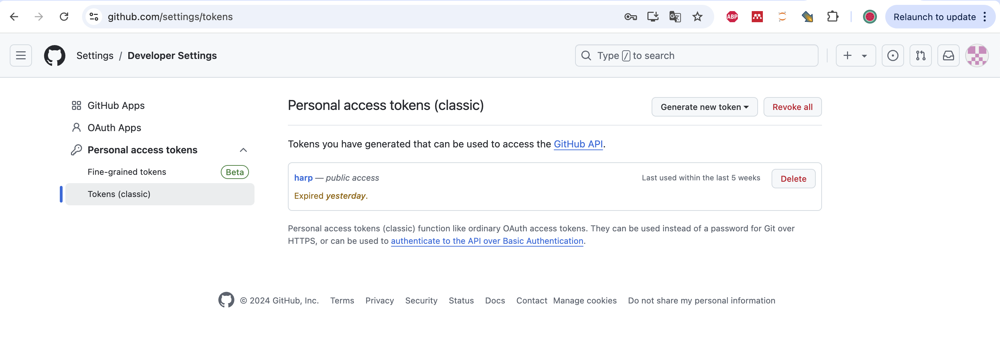 github.com/settings/tokens
ABP
Relaunch to update
Settings / Developer Settings
Type / to search
GitHub Apps
OAuth Apps
Personal access tokens
Fine-grained tokens Beta
Tokens (classic)
Personal access tokens (classic)
Generate new token
Revoke all
Tokens you have generated that can be used to access the GitHub API.
harp — public access
Last used within the last 5 weeks
Delete
Expired yesterday.
Personal access tokens (classic) function like ordinary OAuth access tokens. They can be used instead of a password for Git over
HTTPS, or can be used to authenticate to the API over Basic Authentication.
© 2024 GitHub, Inc. Terms Privacy Security Status Docs Contact Manage cookies Do not share my personal information